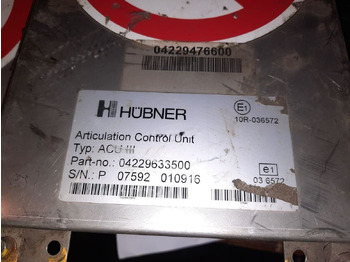 04229476600
HÜBNER
E1
10R-036572
Articulation Control Unit
Typ: ACU III
Part-no.: 04229633500
e1
S/N.: P 07592 010916
03 6572